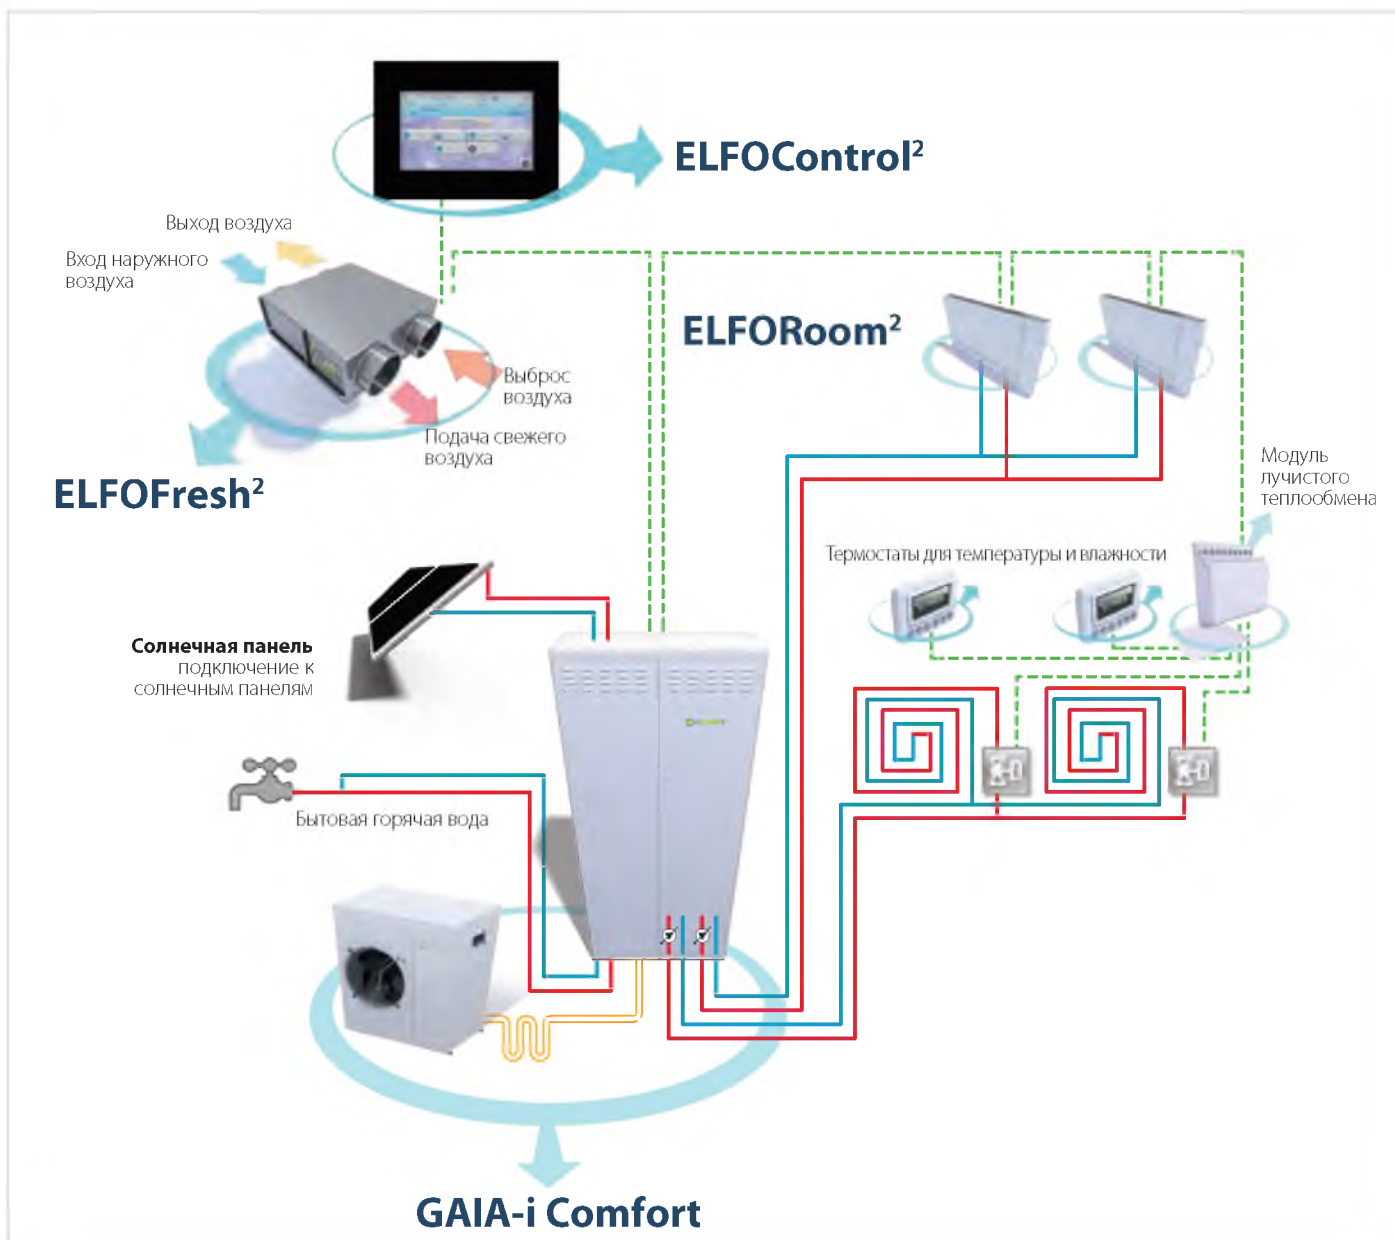 ELFOControl²
Выход воздуха
Вход наружного
воздуха
ELFORoom²
Выброс
воздуха
Подача свежего
воздуха
ELFOFresh²
Модуль
лучистого
теплообмена
Термостаты для температуры и влажности
Солнечная панель
подключение к
солнечным панелям
Бытовая горячая вода
GAIA-i Comfort